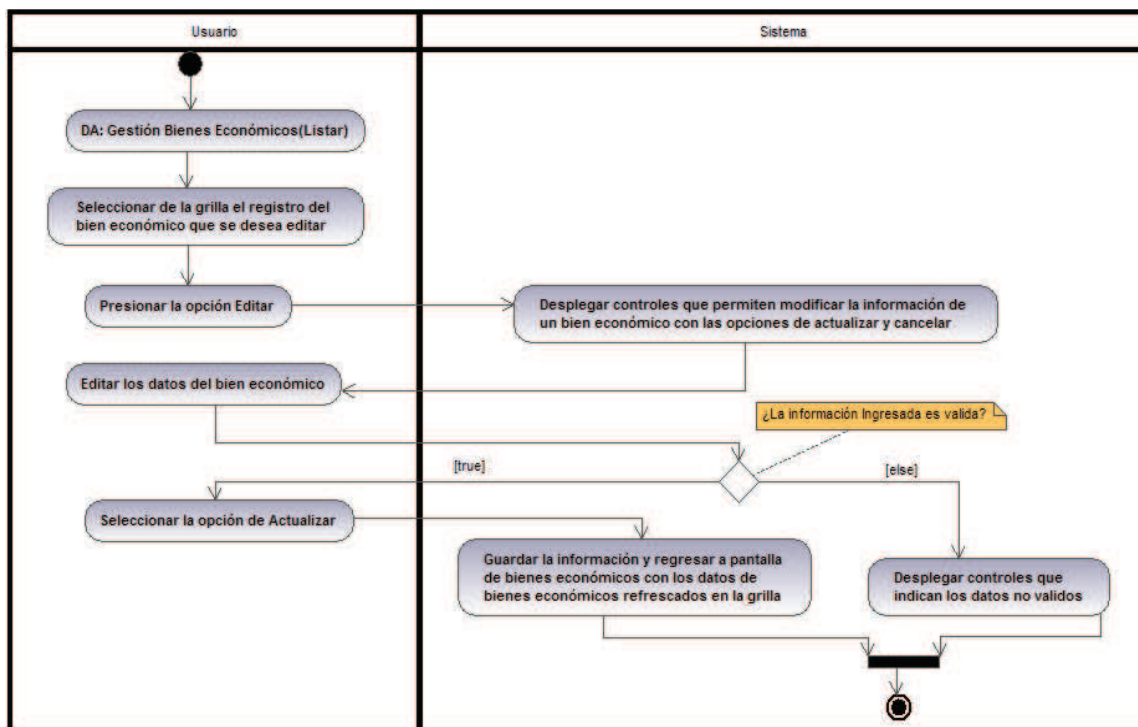 Usuario
Sistema
DA: Gestión Bienes Económicos(Listar)
Seleccionar de la grilla el registro del
bien económico que se desea editar
Presionar la opción Editar
Desplegar controles que permiten modificar la información de
un bien económico con las opciones de actualizar y cancelar
Editar los datos del bien económico
¿La información Ingresada es valida?
[true]
[else]
Seleccionar la opción de Actualizar
Guardar la información y regresar a pantalla
de bienes económicos con los datos de
bienes económicos refrescados en la grilla
Desplegar controles que
indican los datos no validos